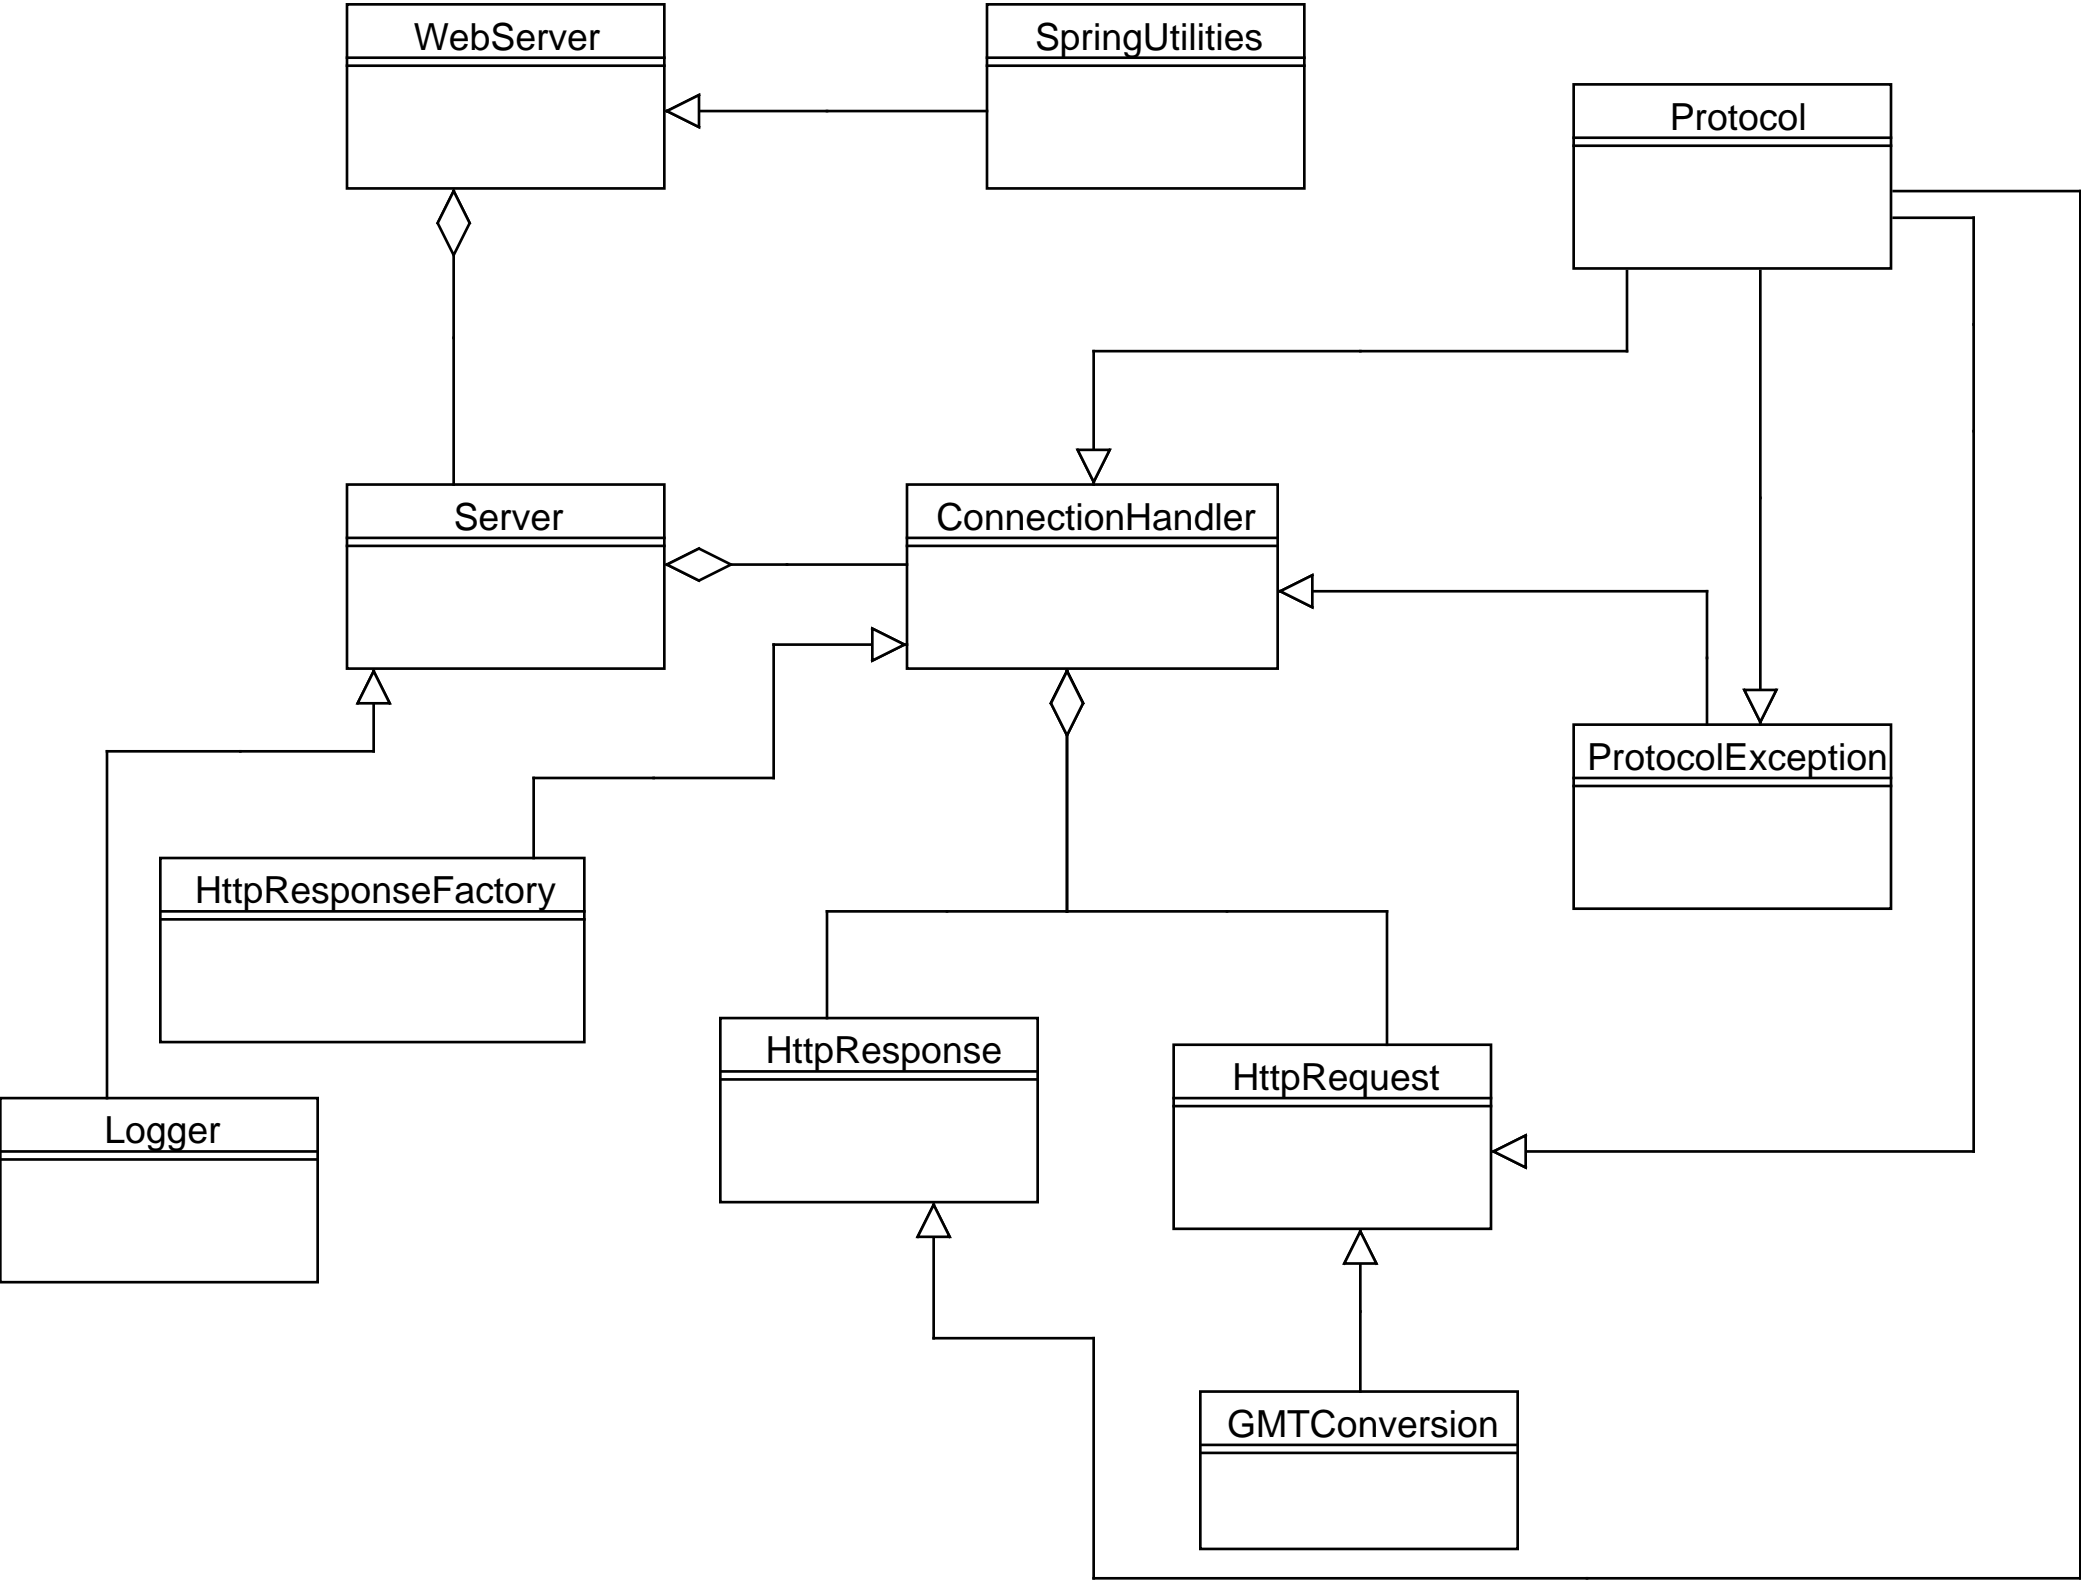 WebServer
SpringUtilities
Protocol
Server
ConnectionHandler
ProtocolException
HttpResponseFactory
HttpResponse
HttpRequest
Logger
GMTConversion